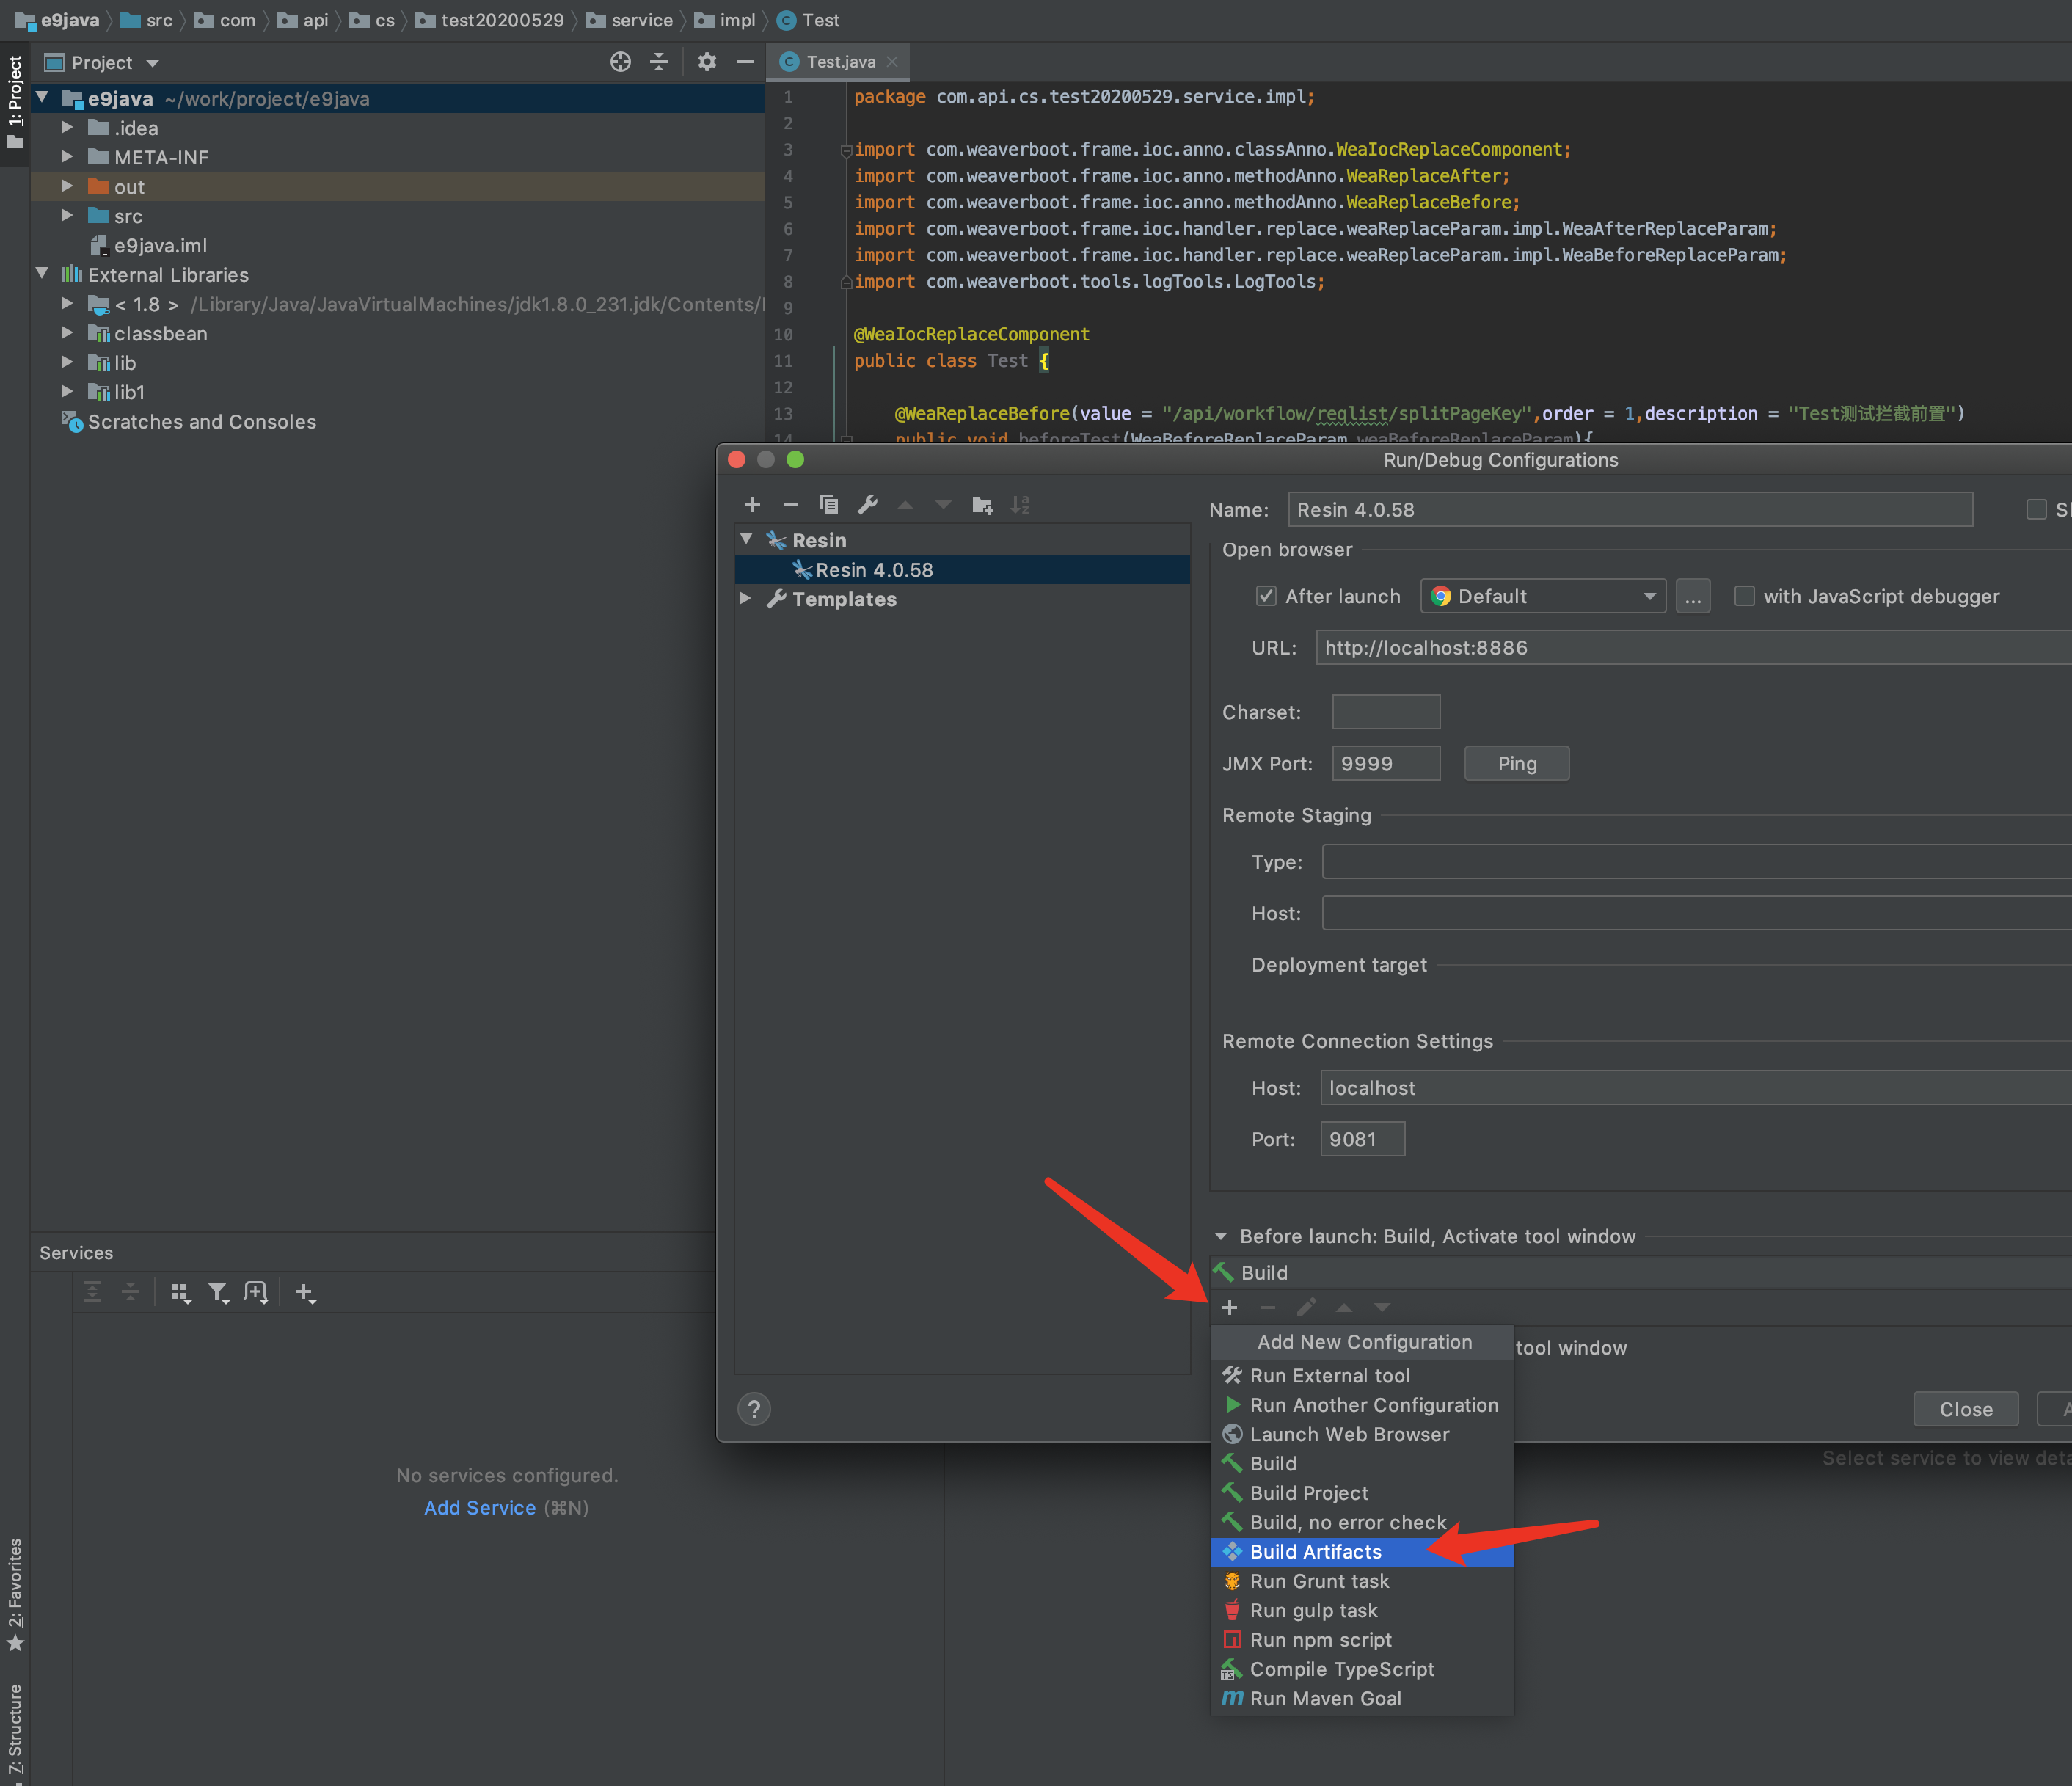 e9java src com api cs test20200529 service impl Test
1: Project
Project
e9java ~/work/project/e9java
.idea
META-INF
out
src
e9java.iml
External Libraries
< 1.8 > /Library/Java/JavaVirtualMachines/jdk1.8.0_231.jdk/Contents/
classbean
lib
lib1
Scratches and Consoles
Test.java
1 package com.api.cs.test20200529.service.impl;
2
3 import com.weaverboot.frame.ioc.anno.classAnno.WeaIocReplaceComponent;
4 import com.weaverboot.frame.ioc.anno.methodAnno.WeaReplaceAfter;
5 import com.weaverboot.frame.ioc.anno.methodAnno.WeaReplaceBefore;
6 import com.weaverboot.frame.ioc.handler.replace.weaReplaceParam.impl.WeaAfterReplaceParam;
7 import com.weaverboot.frame.ioc.handler.replace.weaReplaceParam.impl.WeaBeforeReplaceParam;
8 import com.weaverboot.tools.logTools.LogTools;
9
10 @WeaIocReplaceComponent
11 public class Test {
12
13 @WeaReplaceBefore(value = "/api/workflow/reqlist/splitPageKey",order = 1,description = "Test测试拦截前置")
14 public void beforeTest(WeaBeforeReplaceParam weaBeforeReplaceParam){
Run/Debug Configurations
Resin
Resin 4.0.58
Templates
Name: Resin 4.0.58
Open browser
After launch Default ... with JavaScript debugger
URL: http://localhost:8886
Charset:
JMX Port: 9999 Ping
Remote Staging
Type:
Host:
Deployment target
Remote Connection Settings
Host: localhost
Port: 9081
Before launch: Build, Activate tool window
Build
Add New Configuration
tool window
Run External tool
Run Another Configuration
Launch Web Browser
Build
Build Project
Build, no error check
Build Artifacts
Run Grunt task
Run gulp task
Run npm script
Compile TypeScript
Run Maven Goal
?
Close
Select service to view
Services
No services configured.
Add Service (⌘N)
2: Favorites
7: Structure